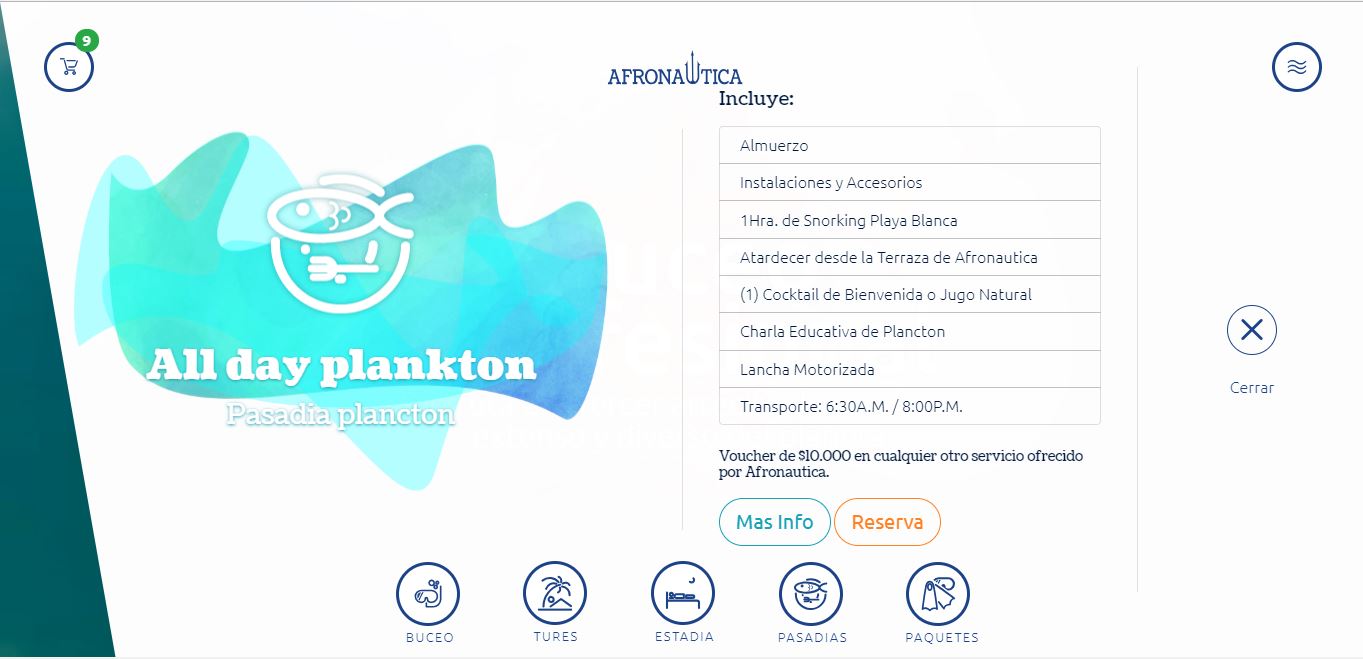 9
AFRONAUTICA
Incluye:
Almuerzo
Instalaciones y Accesorios
1Hra. de Snorking Playa Blanca
Atardecer desde la Terraza de Afronautica
(1) Cocktail de Bienvenida o Jugo Natural
Charla Educativa de Plancton
Lancha Motorizada
Transporte: 6:30A.M. / 8:00P.M.
All day plankton
Pasadia plancton
Voucher de $10.000 en cualquier otro servicio ofrecido
por Afronautica.
Mas Info
Reserva
Cerrar
BUCEO
TURES
ESTADIA
PASADIAS
PAQUETES